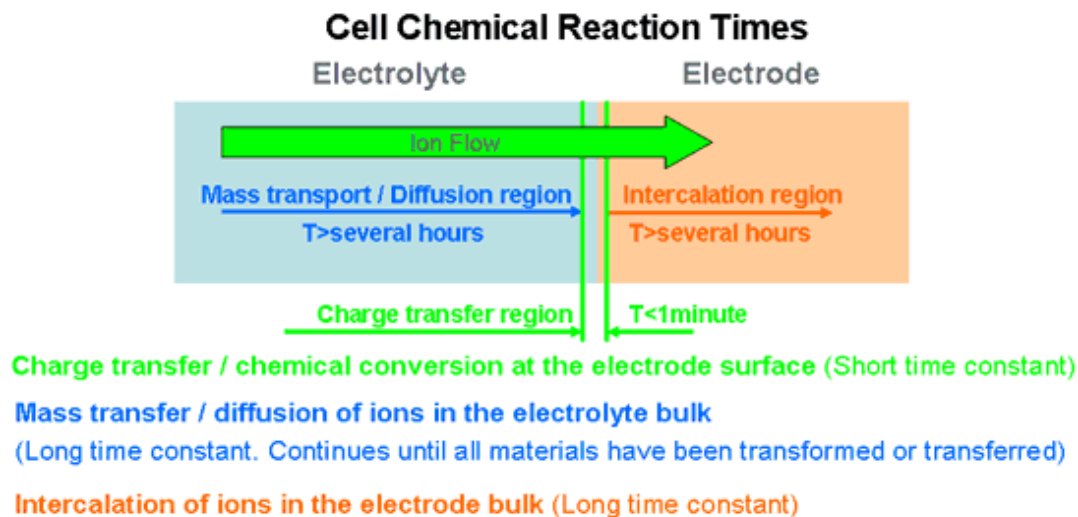 Cell Chemical Reaction Times
Electrolyte
Electrode
Ion Flow
Mass transport / Diffusion region
Intercalation region
T>several hours
T>several hours
Charge transfer region
T<1minute
Charge transfer / chemical conversion at the electrode surface (Short time constant)
Mass transfer / diffusion of ions in the electrolyte bulk
(Long time constant. Continues until all materials have been transformed or transferred)
Intercalation of ions in the electrode bulk (Long time constant)